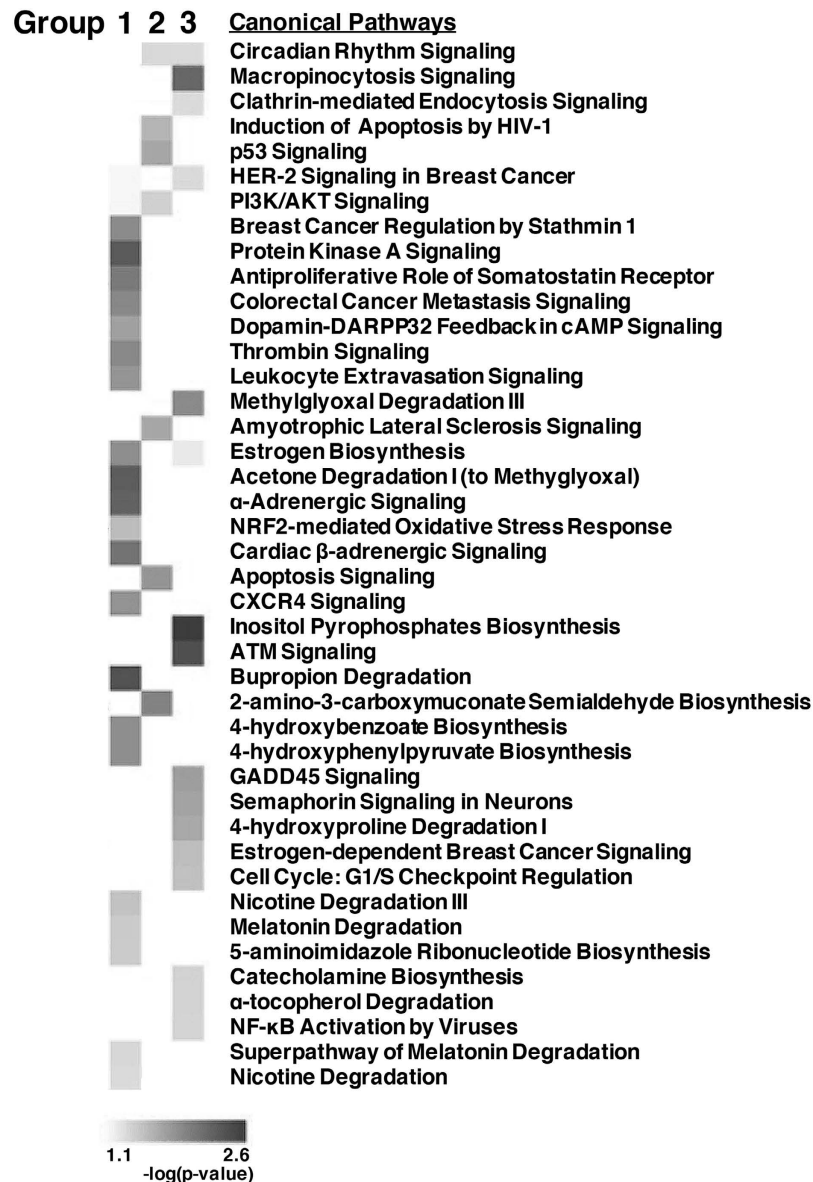 Group 1 2 3 Canonical Pathways
Circadian Rhythm Signaling
Macropinocytosis Signaling
Clathrin-mediated Endocytosis Signaling
Induction of Apoptosis by HIV-1
p53 Signaling
HER-2 Signaling in Breast Cancer
PI3K/AKT Signaling
Breast Cancer Regulation by Stathmin 1
Protein Kinase A Signaling
Antiproliferative Role of Somatostatin Receptor
Colorectal Cancer Metastasis Signaling
Dopamin-DARPP32 Feedback in cAMP Signaling
Thrombin Signaling
Leukocyte Extravasation Signaling
Methylglyoxal Degradation III
Amyotrophic Lateral Sclerosis Signaling
Estrogen Biosynthesis
Acetone Degradation I (to Methyglyoxal)
α-Adrenergic Signaling
NRF2-mediated Oxidative Stress Response
Cardiac β-adrenergic Signaling
Apoptosis Signaling
CXCR4 Signaling
Inositol Pyrophosphates Biosynthesis
ATM Signaling
Bupropion Degradation
2-amino-3-carboxymuconate Semialdehyde Biosynthesis
4-hydroxybenzoate Biosynthesis
4-hydroxyphenylpyruvate Biosynthesis
GADD45 Signaling
Semaphorin Signaling in Neurons
4-hydroxyproline Degradation I
Estrogen-dependent Breast Cancer Signaling
Cell Cycle: G1/S Checkpoint Regulation
Nicotine Degradation III
Melatonin Degradation
5-aminoimidazole Ribonucleotide Biosynthesis
Catecholamine Biosynthesis
α-tocopherol Degradation
NF-κB Activation by Viruses
Superpathway of Melatonin Degradation
Nicotine Degradation
1.1 2.6
-log(p-value)